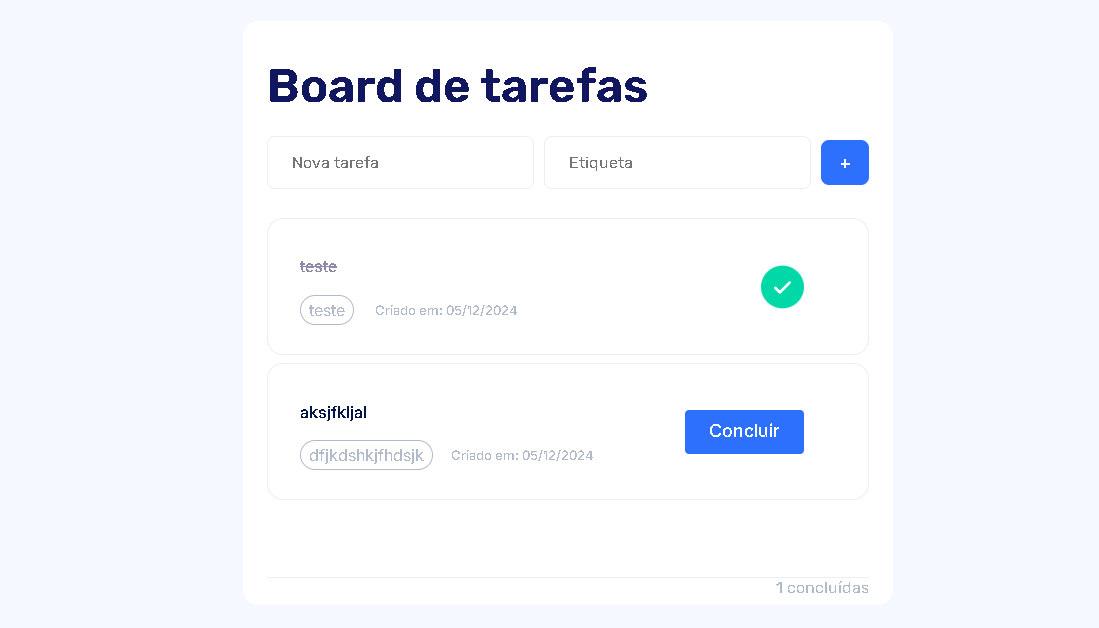 Board de tarefas
Nova tarefa Etiqueta +
teste
teste Criado em: 05/12/2024
aksjfkljal
Concluir
dfjkdshkjfhdsjk Criado em: 05/12/2024
1 concluídas